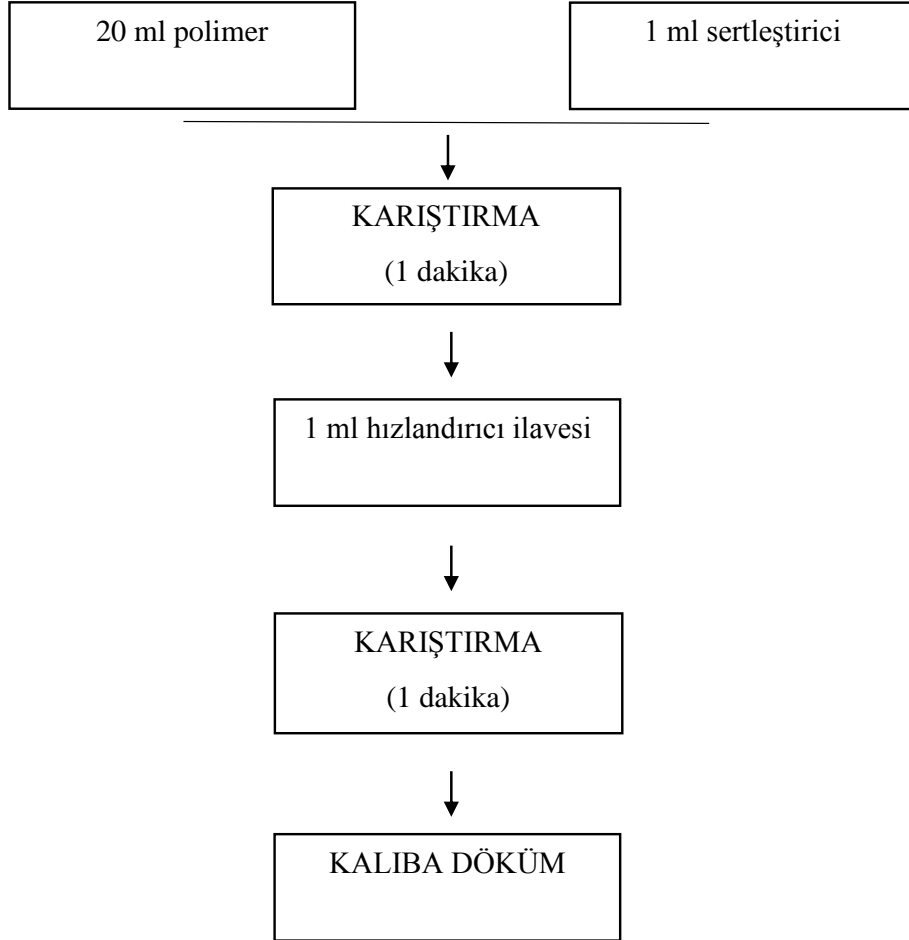 20 ml polimer
1 ml sertleştirici
KARIŞTIRMA
(1 dakika)
1 ml hızlandırıcı ilavesi
KARIŞTIRMA
(1 dakika)
KALIBA DÖKÜM